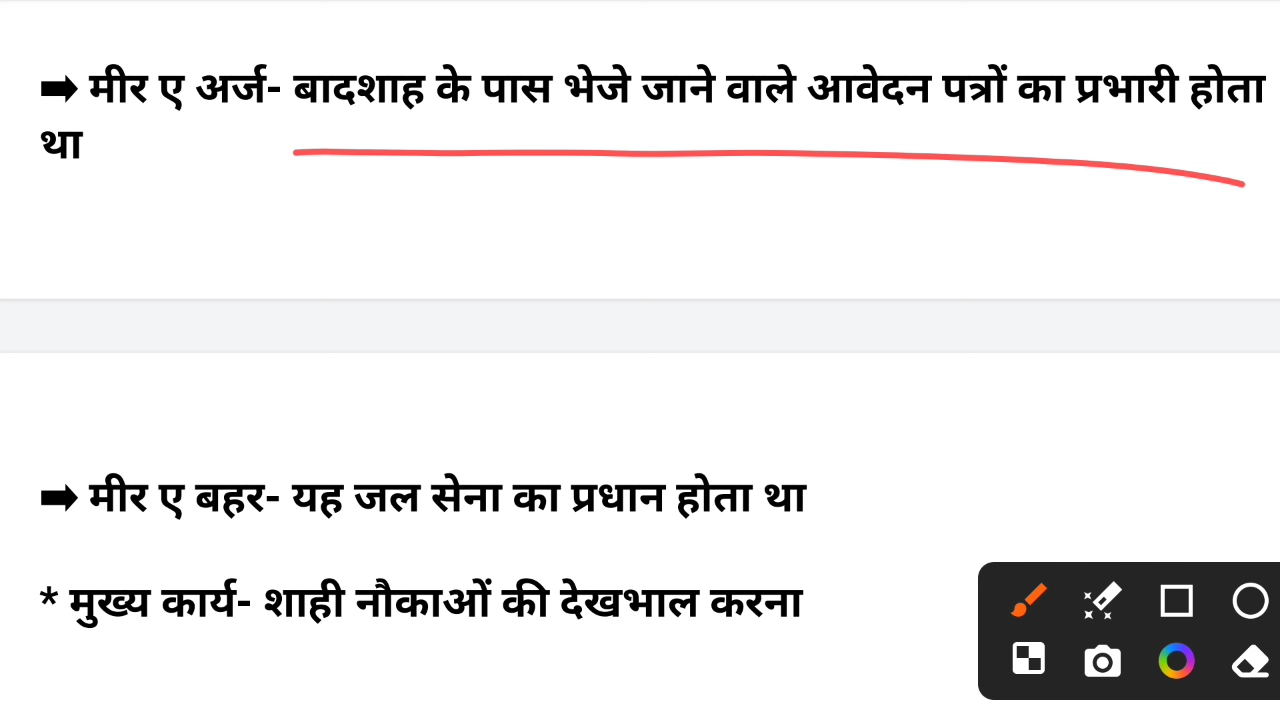 ➡ मीर ए अर्ज- बादशाह के पास भेजे जाने वाले आवेदन पत्रों का प्रभारी होता
था
➡ मीर ए बहर- यह जल सेना का प्रधान होता था
* मुख्य कार्य- शाही नौकाओं की देखभाल करना